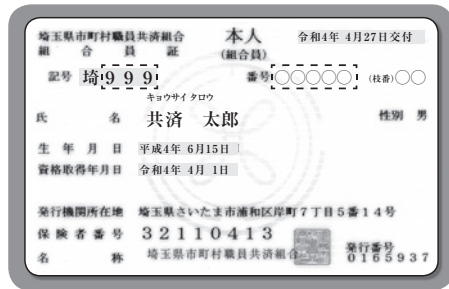 埼玉県市町村職員共済組合 本人 令和4年 4月27日交付
組合員証 (組合員)
記号 埼999 番号○○○○○ (枝番)○○
キョウサイ タロウ
氏名 共済 太郎 性別 男
生年月日 平成4年 6月15日
資格取得年月日 令和4年 4月 1日
発行機関所在地 埼玉県さいたま市浦和区岸町7丁目5番14号
保険者番号 32110413
名称 埼玉県市町村職員共済組合 発行番号
0165937